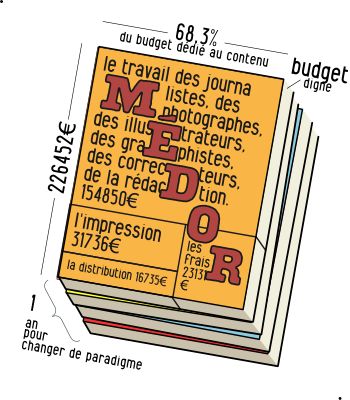 68,3%
du budget dédié au contenu
budget
digne
226452€
le travail des journa
listes, des
photographes,
des illustrateurs,
des graphistes,
des correcteurs,
de la rédaction.
154850€
MÉDOR
l'impression
31736€
les
frais
2313
€
la distribution 16735€
1
an
pour
changer de paradigme